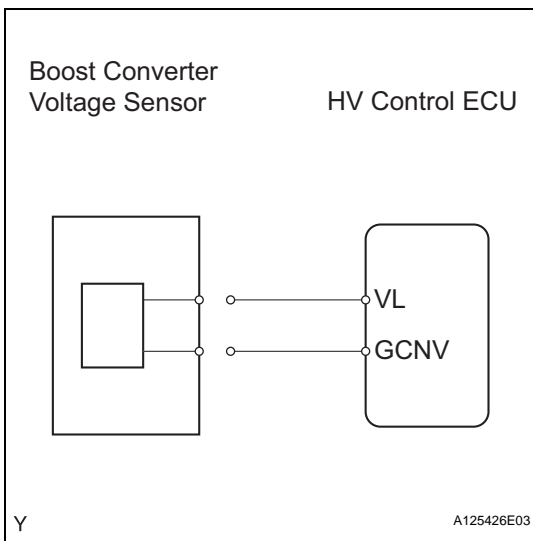 Boost Converter
Voltage Sensor
HV Control ECU
VL
GCNV
Y
A125426E03